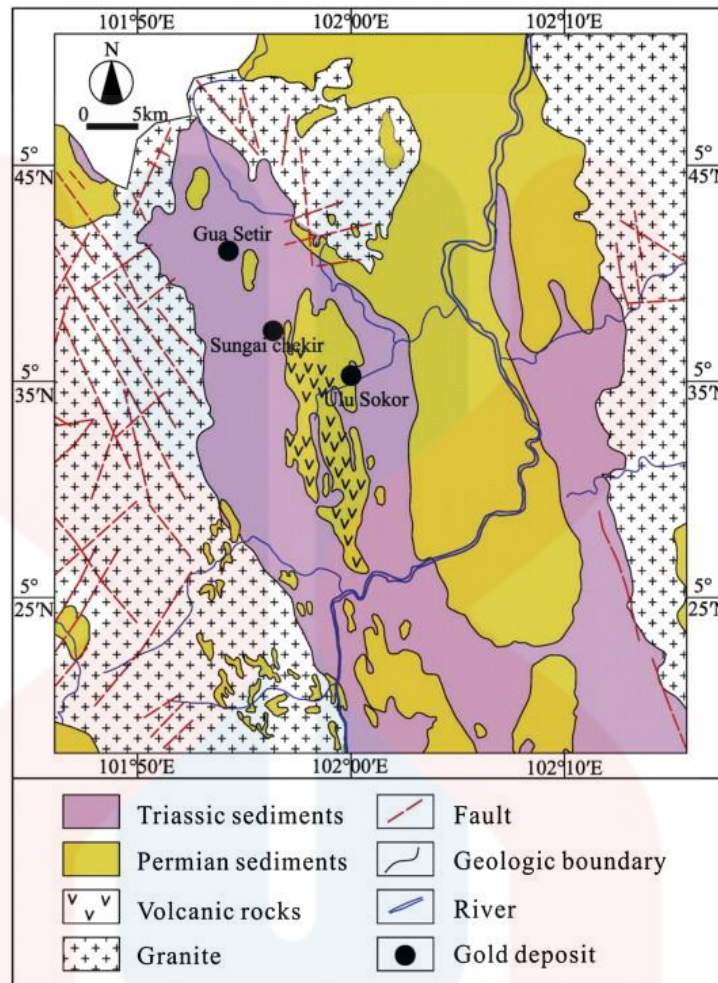 101°50'E 102°00'E 102°10'E
N
0 5km
5°
45'N
5°
45'N
Gua Setir
Sungai chekir
Ulu Sokor
5°
35'N
5°
35'N
5°
25'N
5°
25'N
101°50'E 102°00'E 102°10'E
Triassic sediments
Fault
Permian sediments
Geologic boundary
Volcanic rocks
River
Granite
Gold deposit